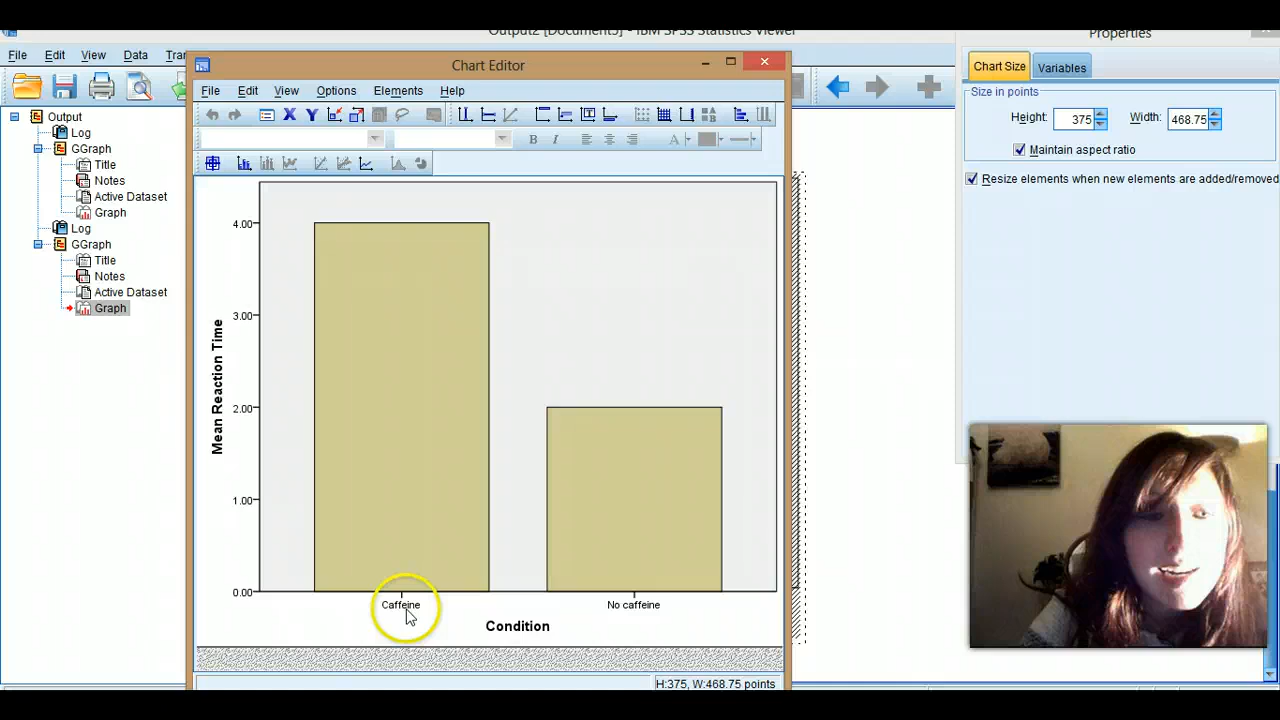 Output2 [Document5] - IBM SPSS Statistics Viewer
Properties
File Edit View Data Tra
Chart Editor
File Edit View Options Elements Help
B I A
Chart Size Variables
Size in points
Height: 375 Width: 468.75
Maintain aspect ratio
Resize elements when new elements are added/removed
Output
Log
GGraph
Title
Notes
Active Dataset
Graph
Log
GGraph
Title
Notes
Active Dataset
Graph
4.00
3.00
2.00
1.00
0.00
Mean Reaction Time
Caffeine No caffeine
Condition
H:375, W:468.75 points